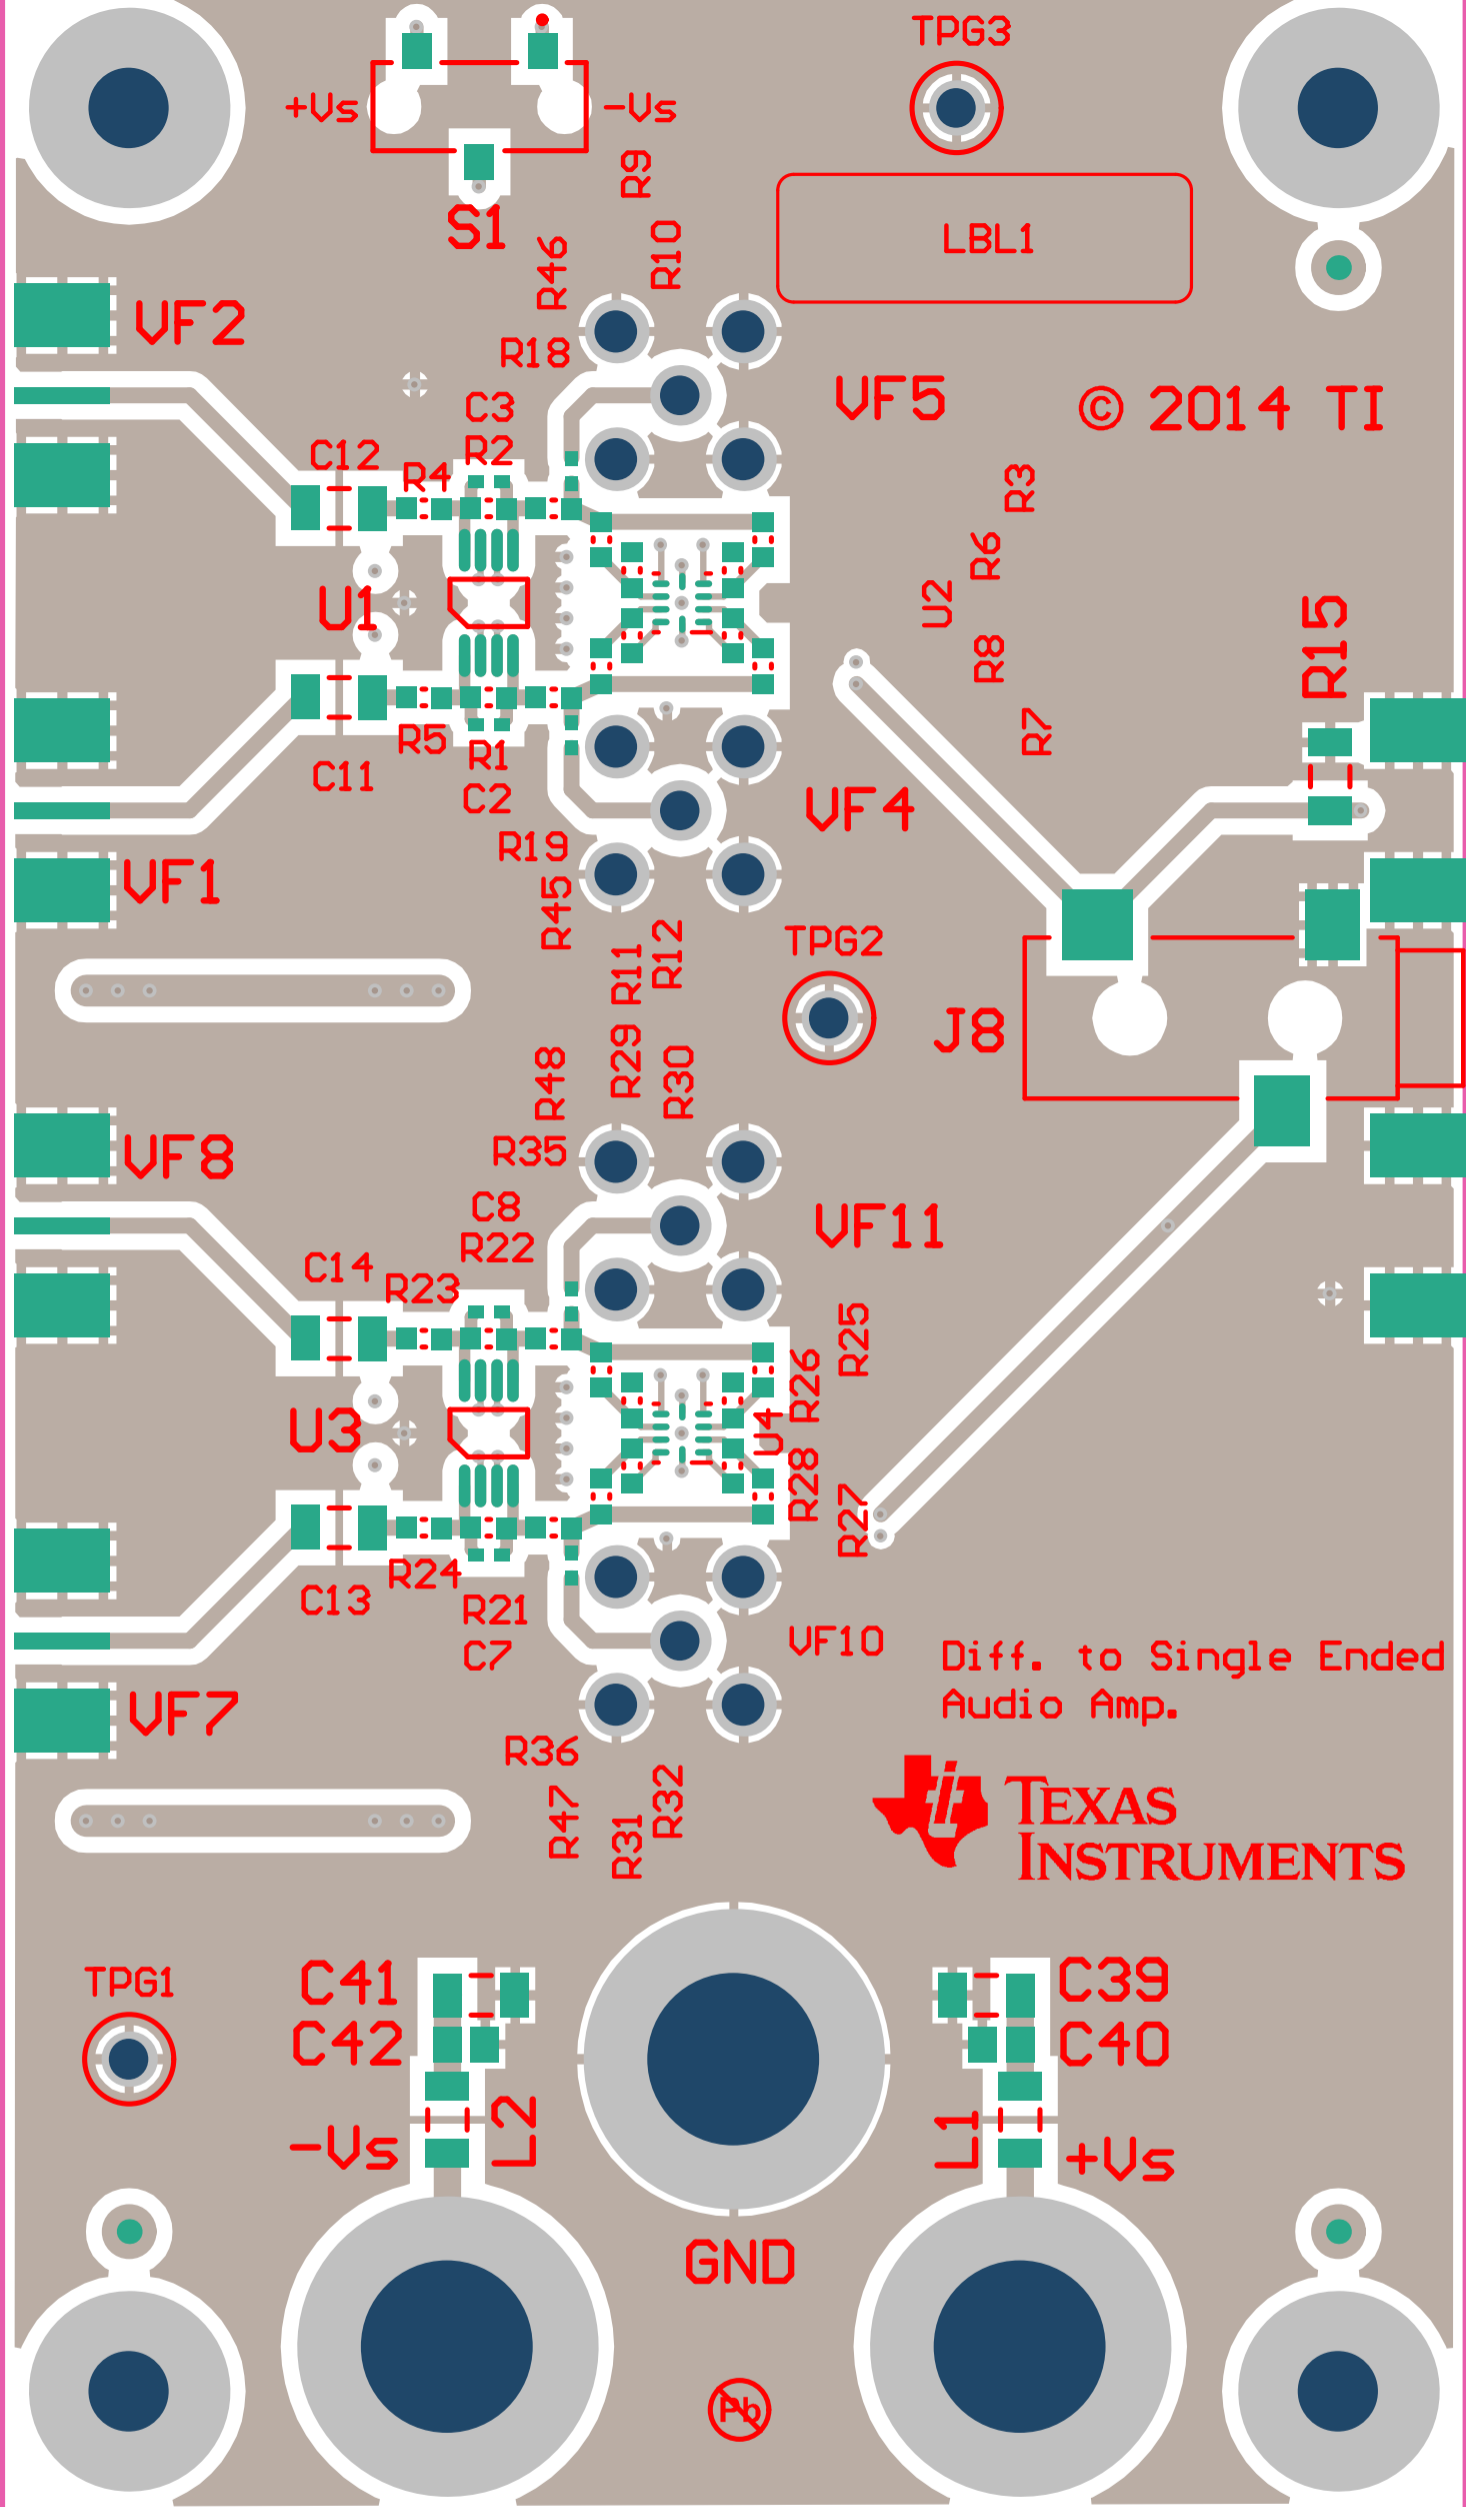 TPG3
+Vs
-Vs
R9
S1
R10
LBL1
R46
VF2
R18
VF5
© 2014 TI
C3
C12
R2
R4
R3
R6
U1
U2
R15
R8
R5
R1
R7
C11
C2
VF4
R19
VF1
R45
R11
R12
TPG2
J8
R48
R29
R30
VF8
R35
C8
VF11
R22
C14
R23
R25
R26
U3
U4
R28
R27
R24
C13
R21
C7
VF10
Diff. to Single Ended
Audio Amp.
VF7
R36
R47
R31
R32
TEXAS
INSTRUMENTS
TPG1
C41
C39
C42
C40
L2
L1
-Vs
+Vs
GND
Pb